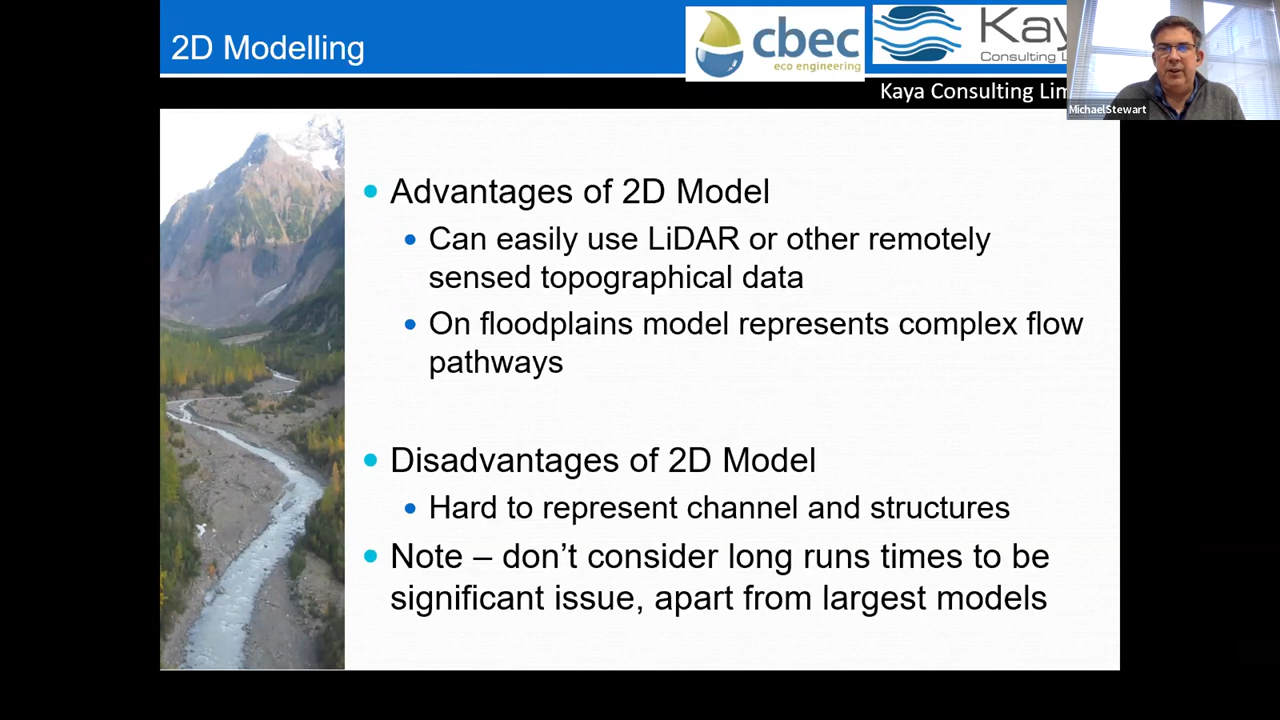 2D Modelling
cbec
eco engineering
Kay
Consulting L
Kaya Consulting Lim
MichaelStewart
Advantages of 2D Model
Can easily use LiDAR or other remotely
sensed topographical data
On floodplains model represents complex flow
pathways
Disadvantages of 2D Model
Hard to represent channel and structures
Note – don’t consider long runs times to be
significant issue, apart from largest models